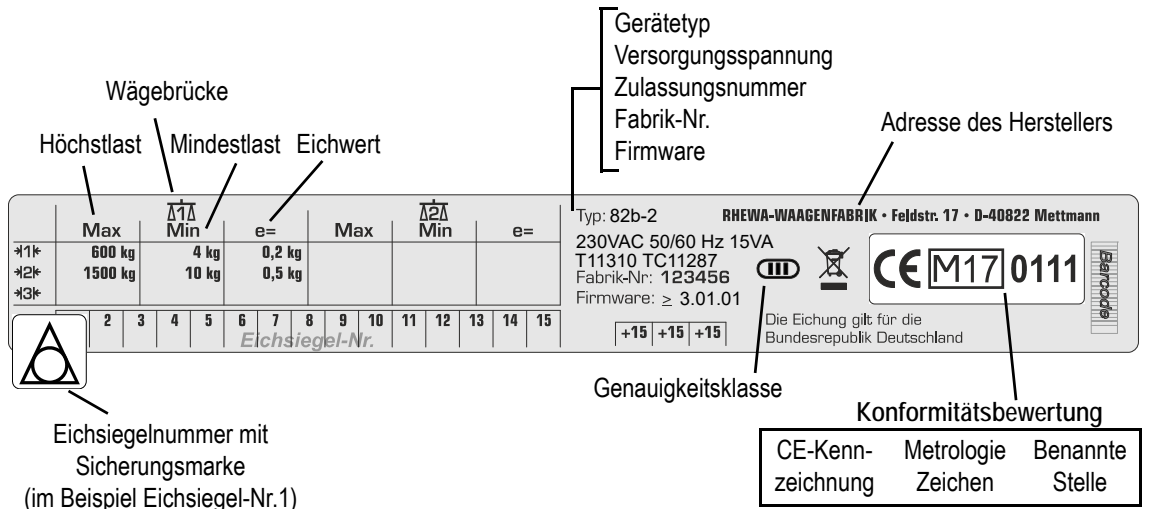 Gerätetyp
Versorgungsspannung
Zulassungsnummer
Fabrik-Nr.
Firmware
Wägebrücke
Höchstlast Mindestlast Eichwert
Adresse des Herstellers
1 2
Max Min e= Max Min e=
1 600 kg 4 kg 0,2 kg
2 1500 kg 10 kg 0,5 kg
3
2 3 4 5 6 7 8 9 10 11 12 13 14 15
Eichsiegel-Nr.
Typ: 82b-2
230VAC 50/60 Hz 15VA
T11310 TC11287
Fabrik-Nr: 123456
Firmware: ≥ 3.01.01
+15 +15 +15
RHEWA-WAAGENFABRIK • Feldstr. 17 • D-40822 Mettmann
III
CE M17 0111
Barcode
Die Eichung gilt für die
Bundesrepublik Deutschland
Genauigkeitsklasse
Konformitätsbewertung
CE-Kenn-
zeichnung
Metrologie
Zeichen
Benannte
Stelle
Eichsiegelnummer mit
Sicherungsmarke
(im Beispiel Eichsiegel-Nr.1)